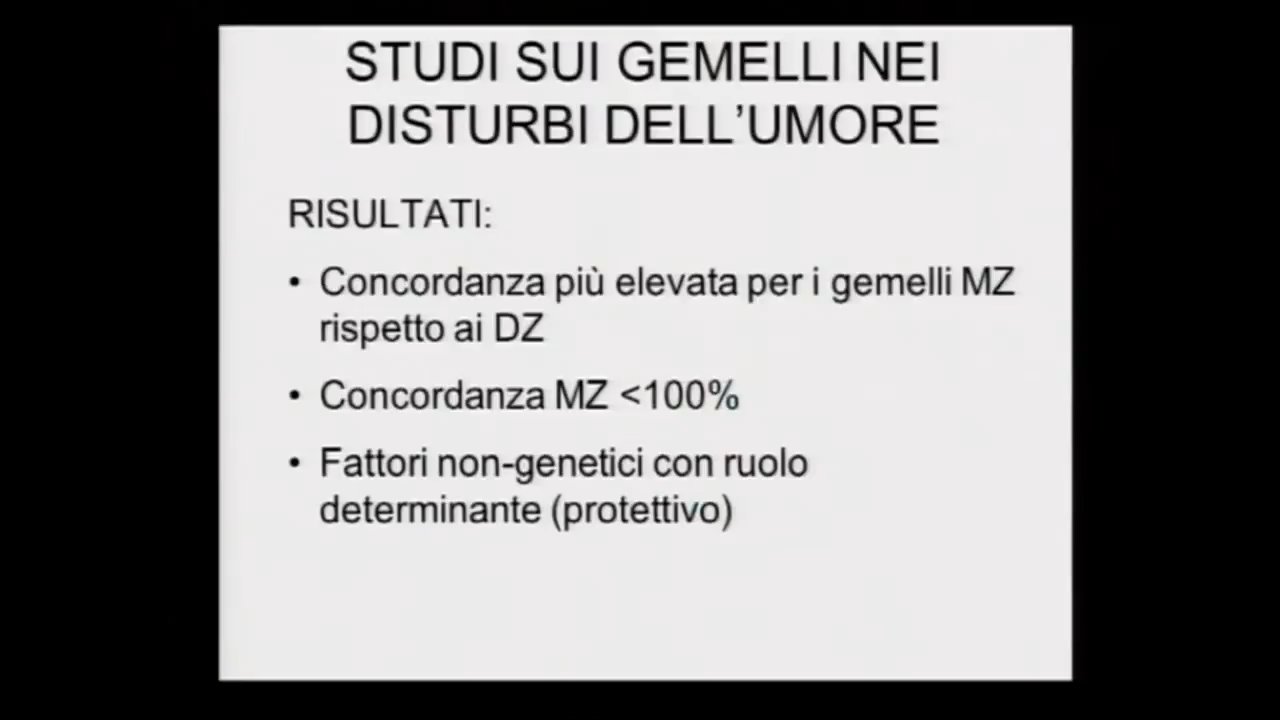 STUDI SUI GEMELLI NEI
DISTURBI DELL’UMORE
RISULTATI:
• Concordanza più elevata per i gemelli MZ
rispetto ai DZ
• Concordanza MZ <100%
• Fattori non-genetici con ruolo
determinante (protettivo)